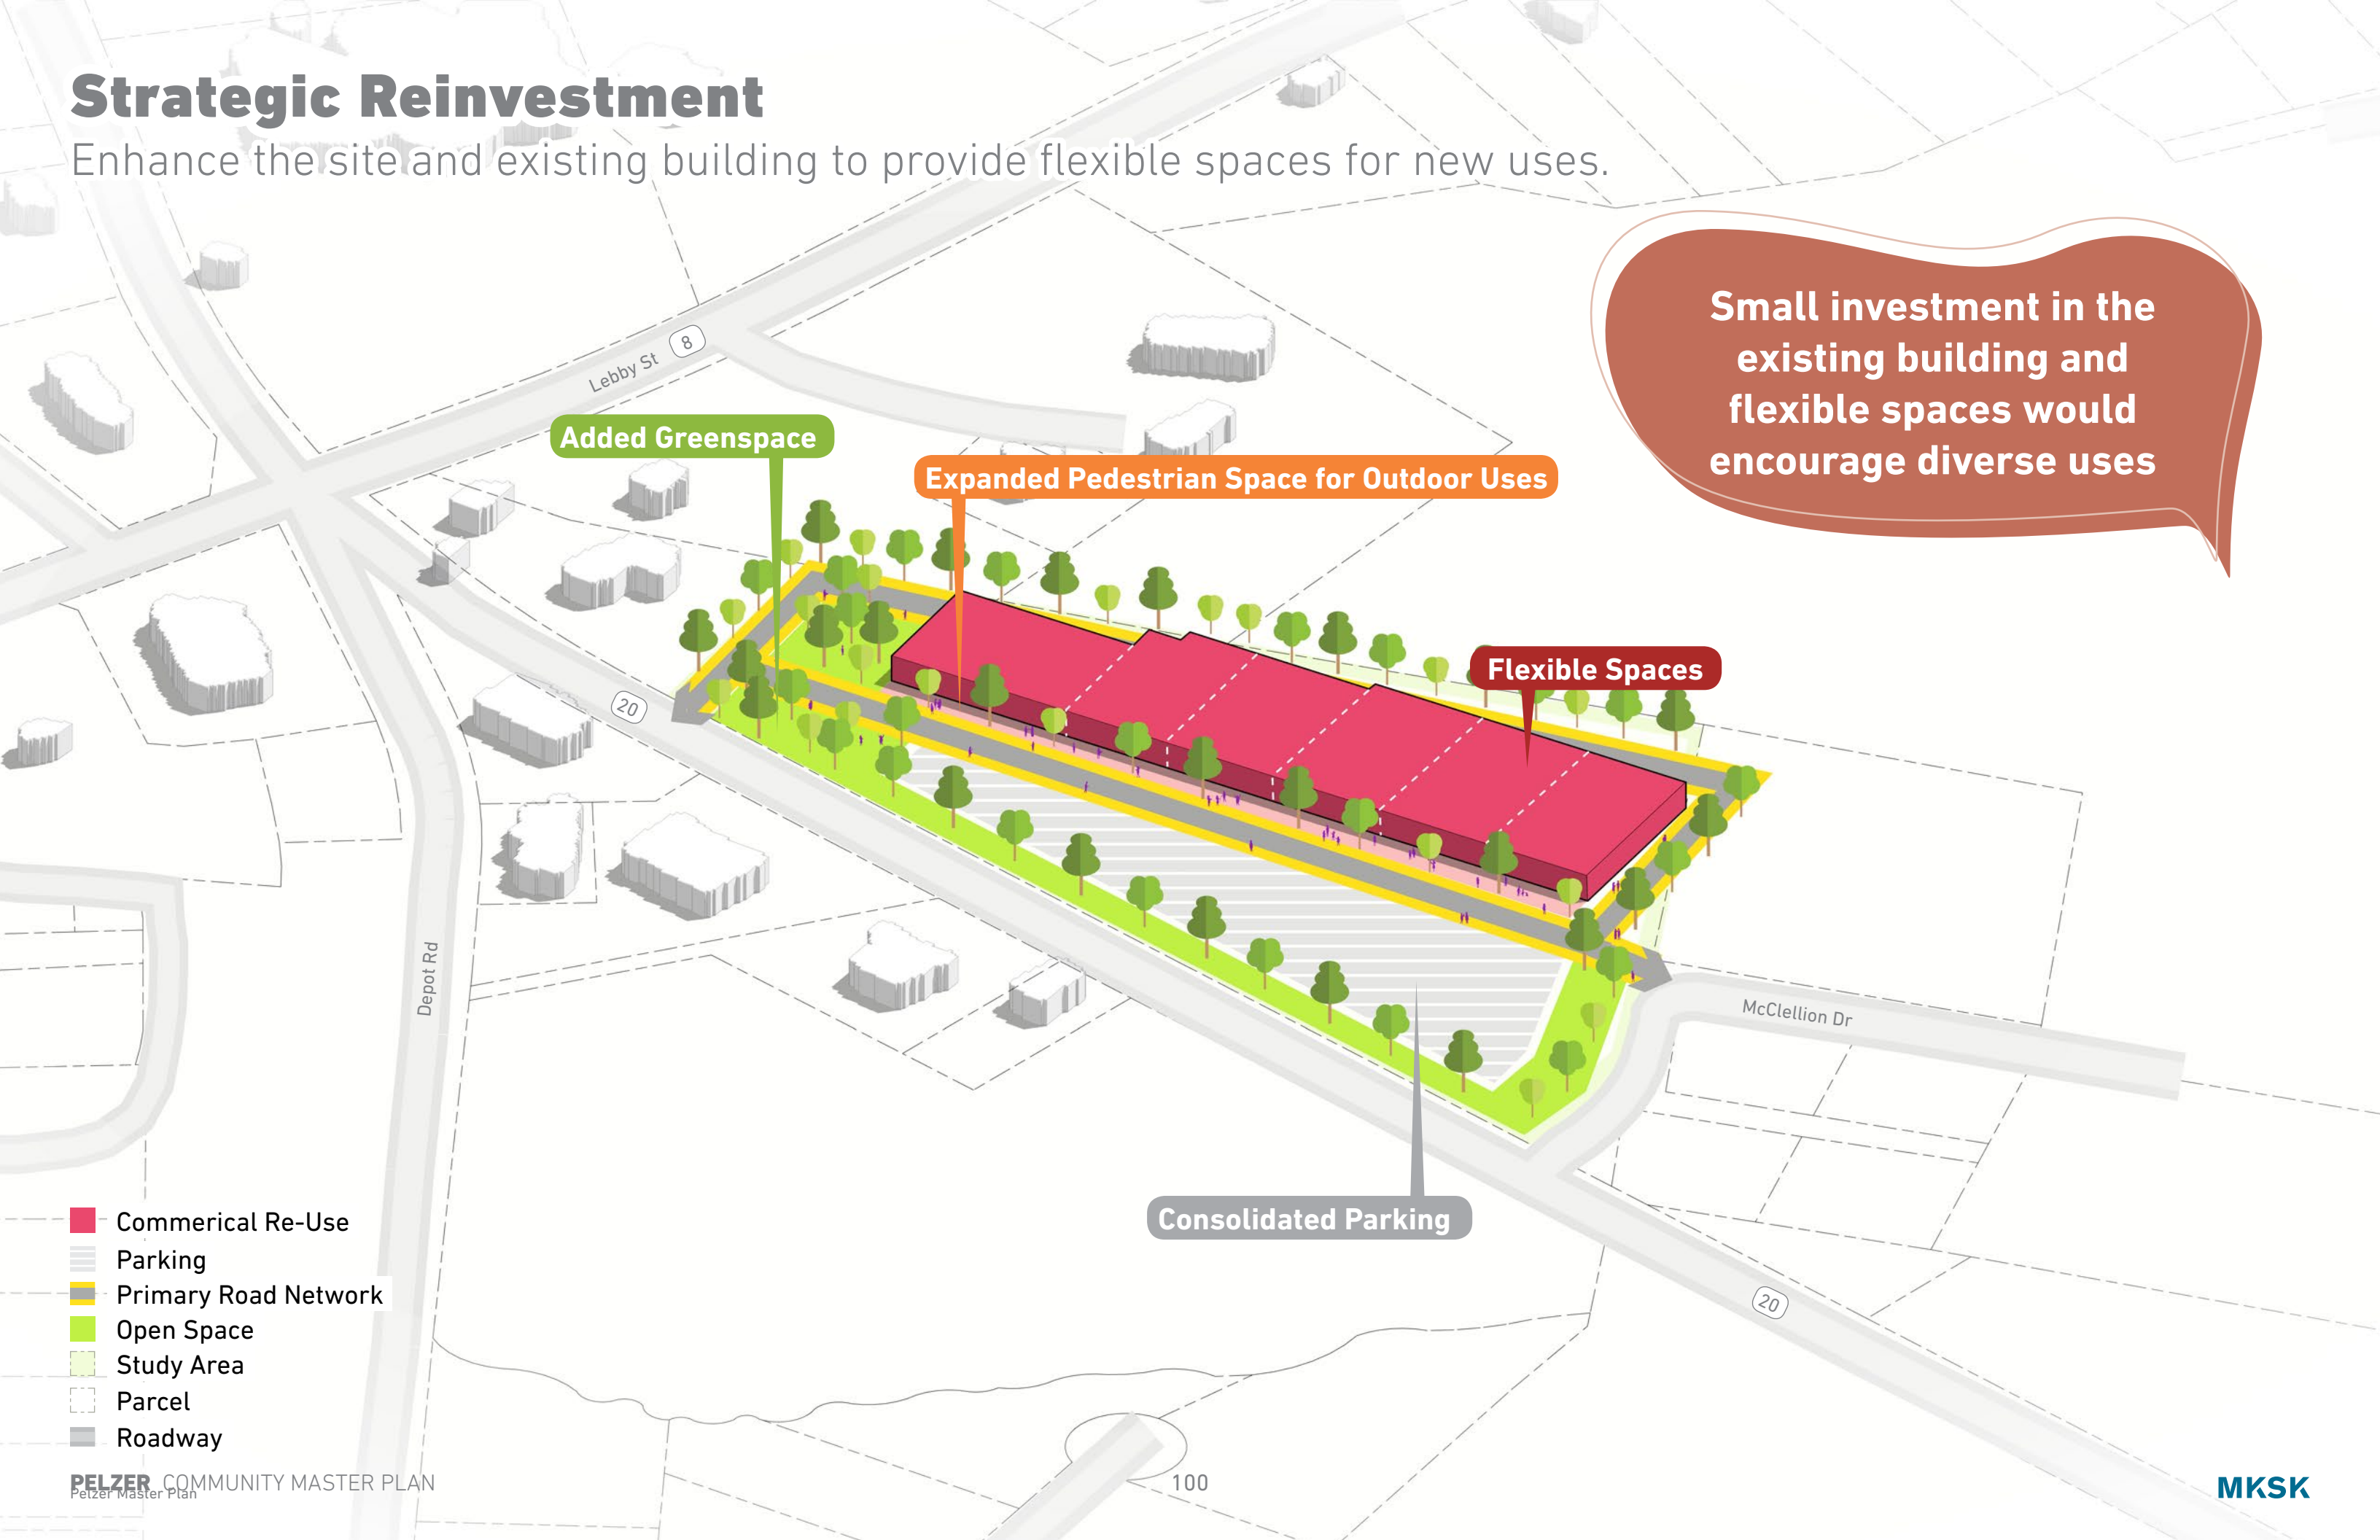 Strategic Reinvestment
Enhance the site and existing building to provide flexible spaces for new uses.
Small investment in the
existing building and
flexible spaces would
encourage diverse uses
8
Lebby St
Added Greenspace
Expanded Pedestrian Space for Outdoor Uses
Flexible Spaces
20
Depot Rd
McClellion Dr
Consolidated Parking
20
Commerical Re-Use
Parking
Primary Road Network
Open Space
Study Area
Parcel
Roadway
PELZER COMMUNITY MASTER PLAN
Pelzer Master Plan
100
MKSK